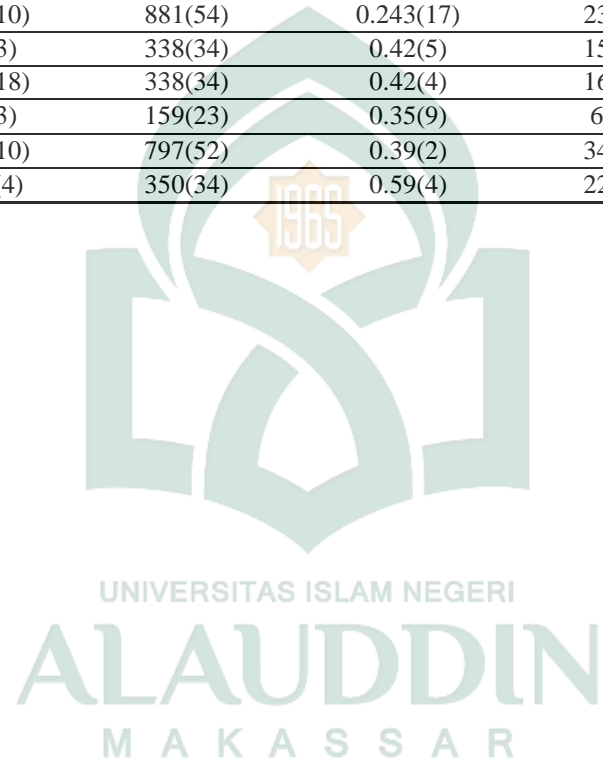 10) 881(54) 0.243(17) 23
3) 338(34) 0.42(5) 15
18) 338(34) 0.42(4) 16
3) 159(23) 0.35(9) 6
10) 797(52) 0.39(2) 34
(4) 350(34) 0.59(4) 22
1965
UNIVERSITAS ISLAM NEGERI
ALAUDDIN
MAKASSAR